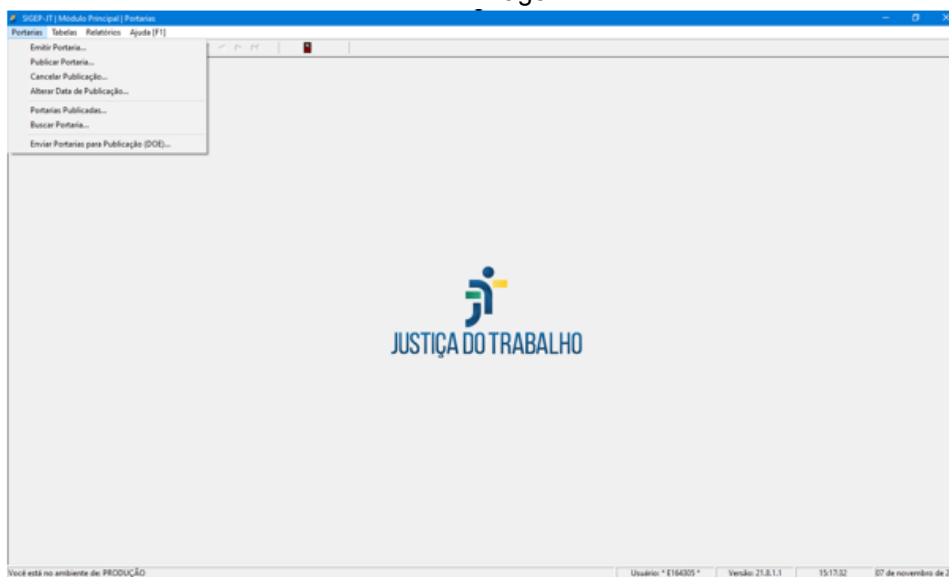 SIGEP-JT | Módulo Principal | Portarias
Portarias Tabelas Relatórios Ajuda [F1]
Emitir Portaria...
Publicar Portaria...
Cancelar Publicação...
Alterar Data de Publicação...
Portarias Publicadas...
Buscar Portaria...
Enviar Portarias para Publicação (DOE)...
JUSTIÇA DO TRABALHO
Você está no ambiente de: PRODUÇÃO Usuário: * E164305 * Versão: 21.8.1.1 15:17:32 07 de novembro de